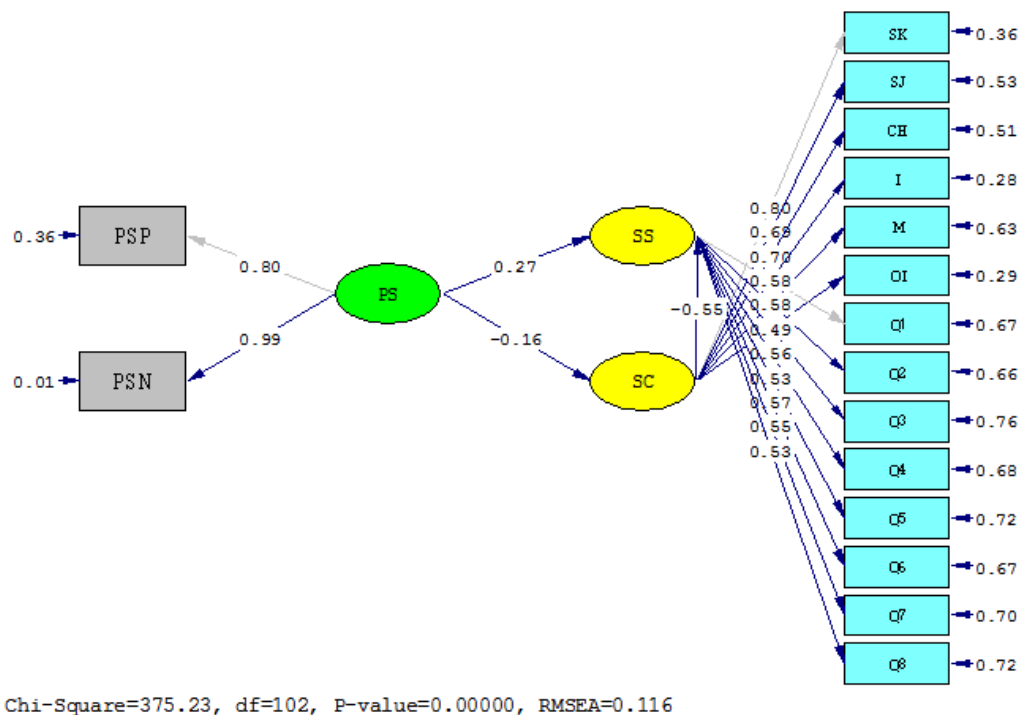 SK
0.36
SJ
0.53
CH
0.51
I
0.28
M
0.63
OI
0.29
Q1
0.67
Q2
0.66
Q3
0.76
Q4
0.68
Q5
0.72
Q6
0.67
Q7
0.70
Q8
0.72
0.36
PSP
0.80
PS
0.99
0.01
PSN
0.27
-0.16
SS
-0.55
SC
0.80
0.69
0.70
0.58
0.58
0.49
0.56
0.53
0.57
0.55
0.53
Chi-Square=375.23, df=102, P-value=0.00000, RMSEA=0.116